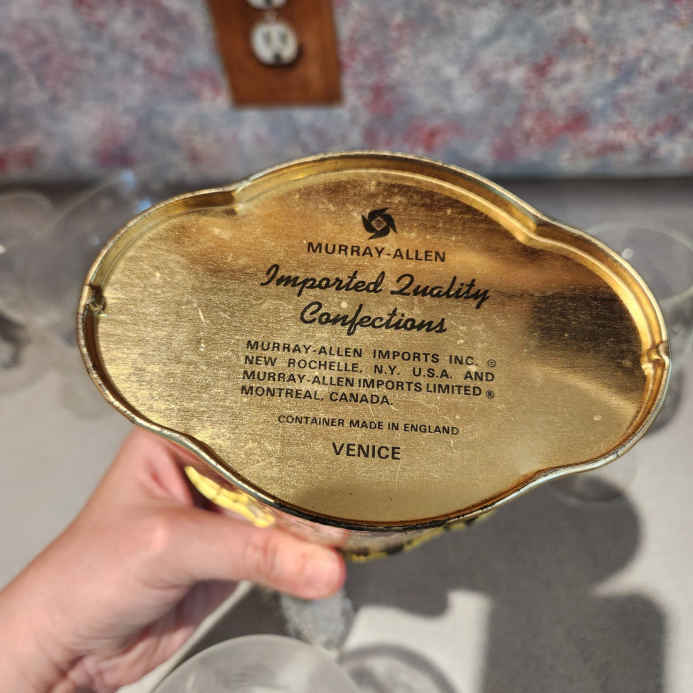 MURRAY-ALLEN
Imported Quality
Confections
MURRAY-ALLEN IMPORTS INC. ©
NEW ROCHELLE, N.Y. U.S.A. AND
MURRAY-ALLEN IMPORTS LIMITED ®
MONTREAL, CANADA.
CONTAINER MADE IN ENGLAND
VENICE